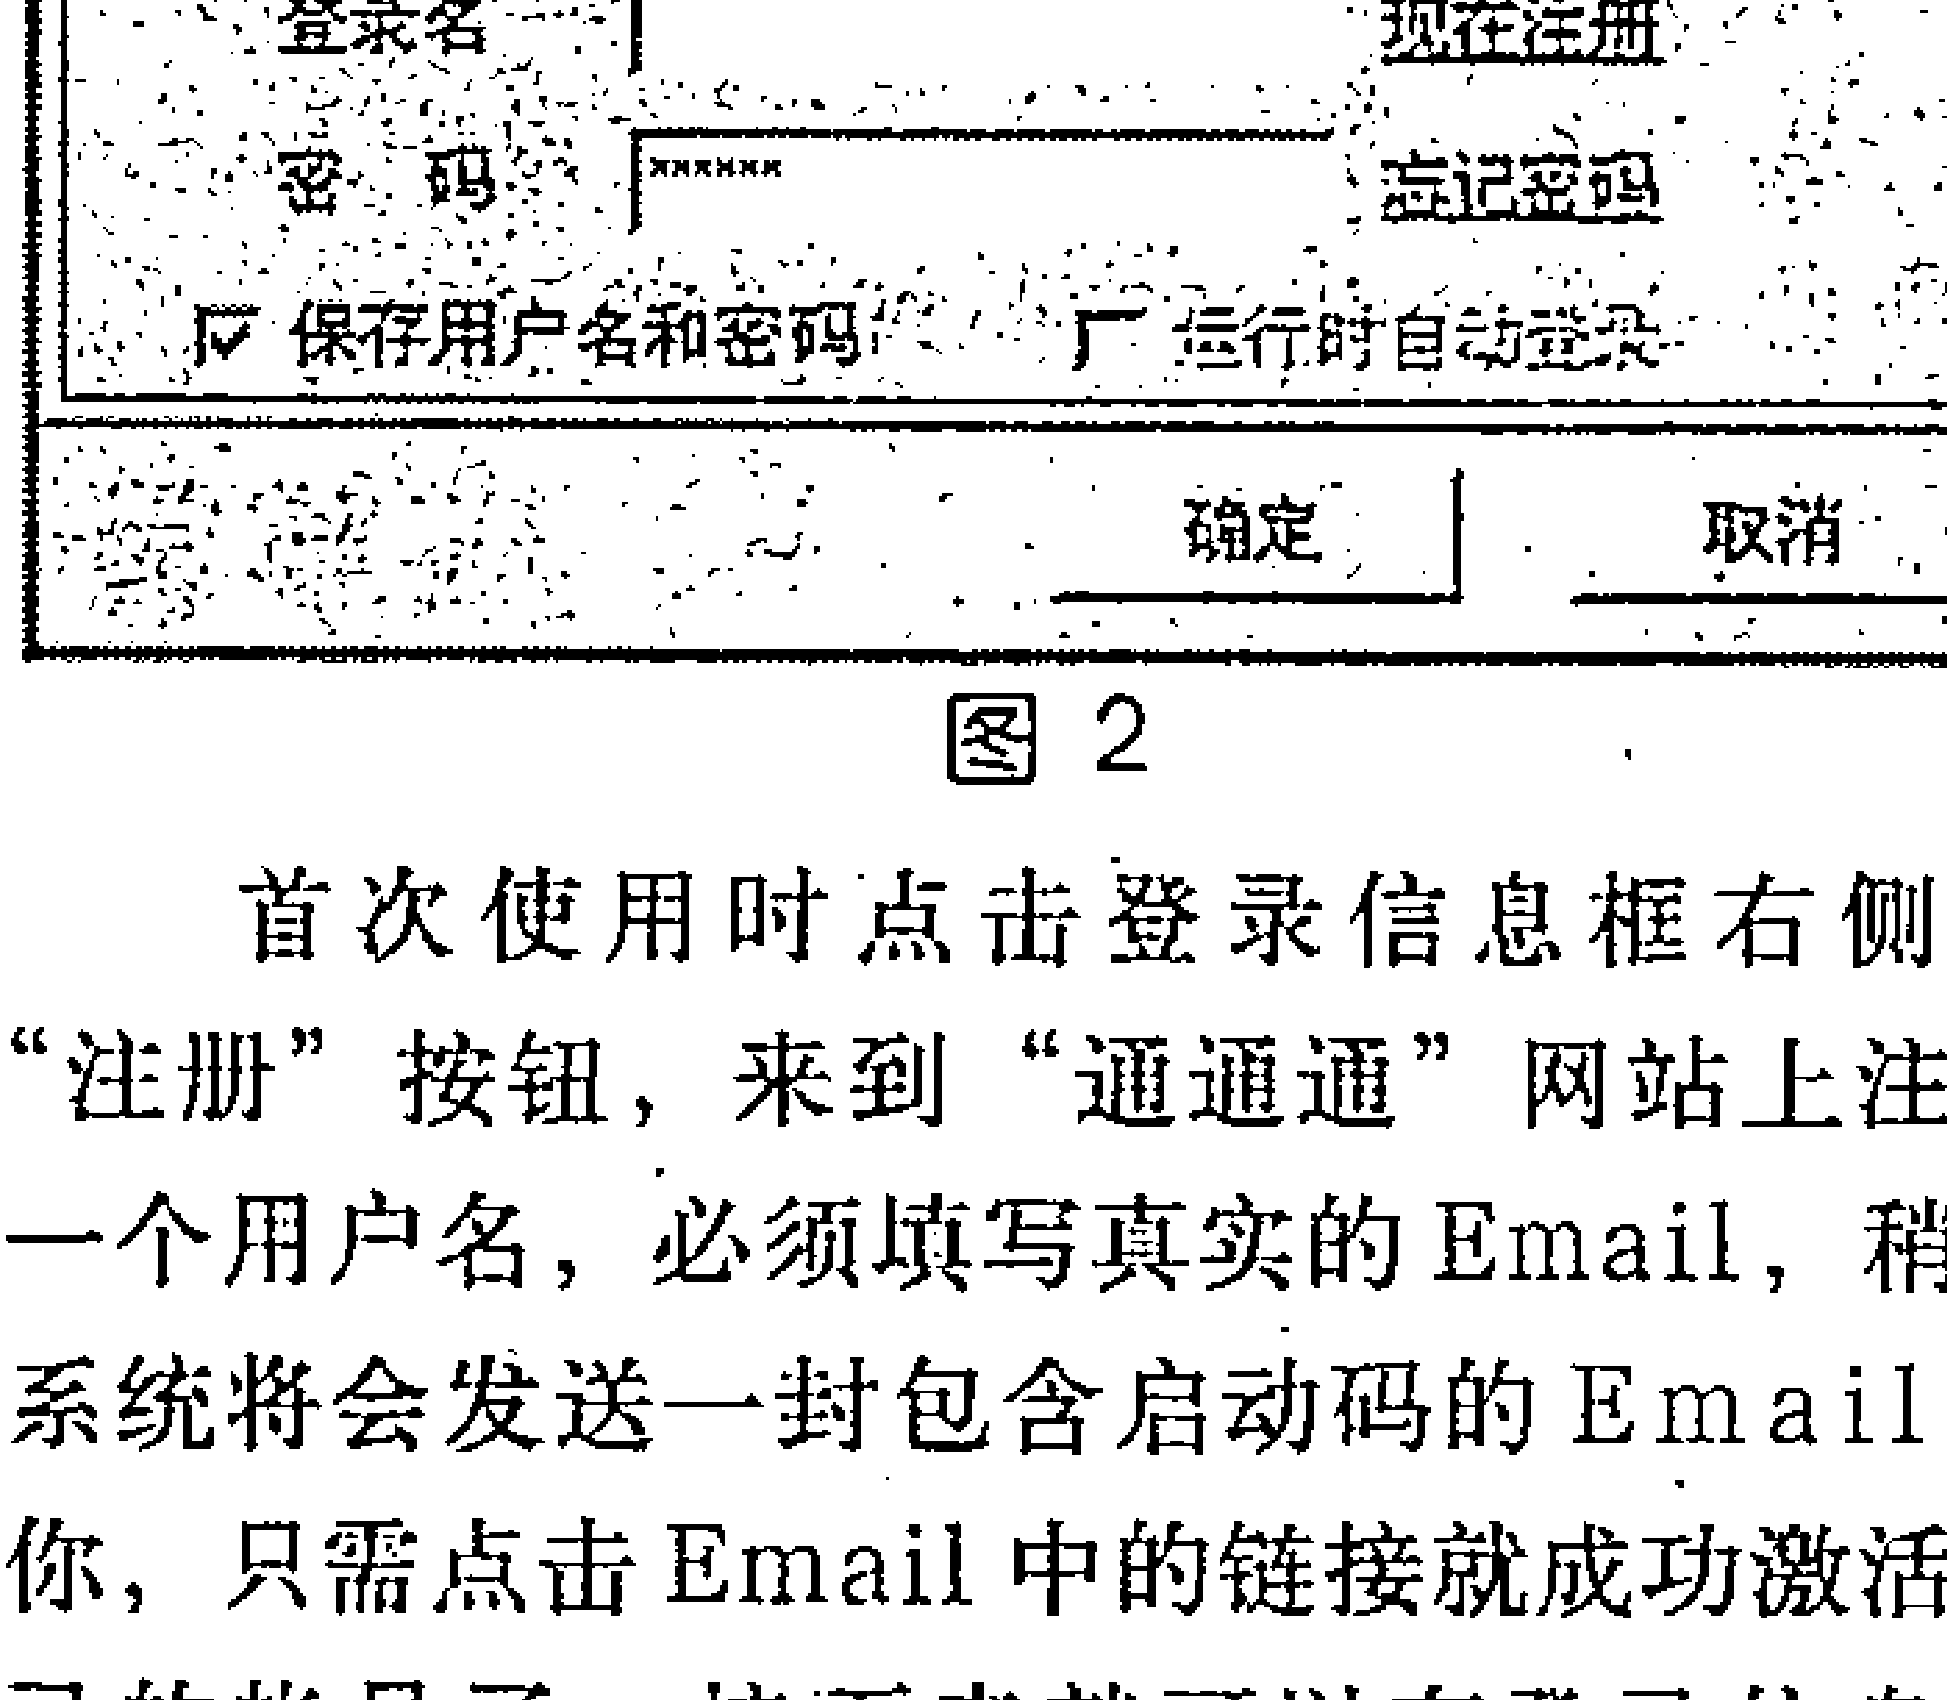 登录名 现在注册
密 码 ****** 忘记密码
保存用户名和密码 运行时自动登录
确定 取消
图 2
首次使用时点击登录信息框右侧
“注册”按钮，来到“通通通”网站上注
一个用户名，必须填写真实的Email，稍
系统将会发送一封包含启动码的Email
你，只需点击Email中的链接就成功激活